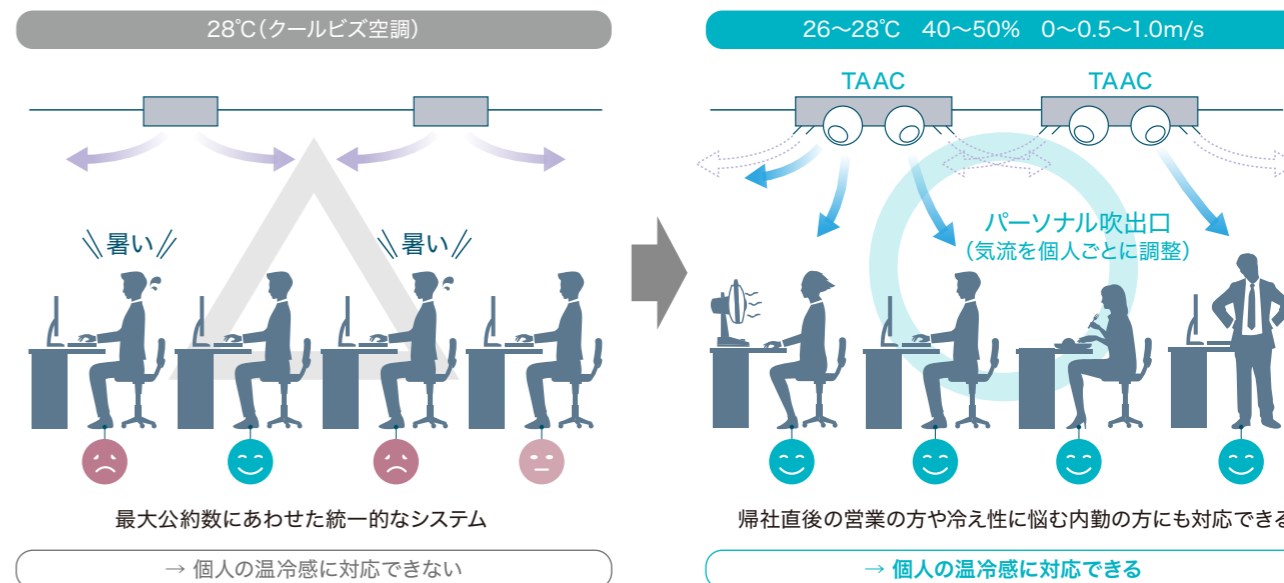 28℃(クールビズ空調)
暑い
暑い
最大公約数にあわせた統一的なシステム
→ 個人の温冷感に対応できない
26〜28℃ 40〜50% 0〜0.5〜1.0m/s
TAAC
TAAC
パーソナル吹出口
(気流を個人ごとに調整)
帰社直後の営業の方や冷え性に悩む内勤の方にも対応できる
→ 個人の温冷感に対応できる